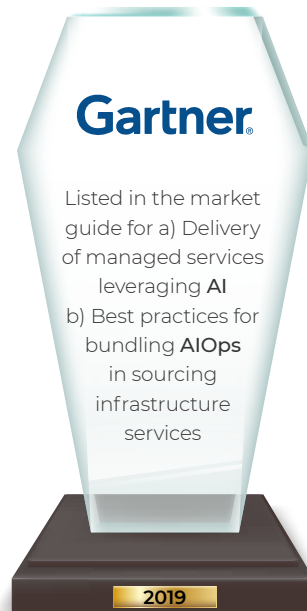 Gartner®
Listed in the market
guide for a) Delivery
of managed services
leveraging AI
b) Best practices for
bundling AIOps
in sourcing
infrastructure
services
2019